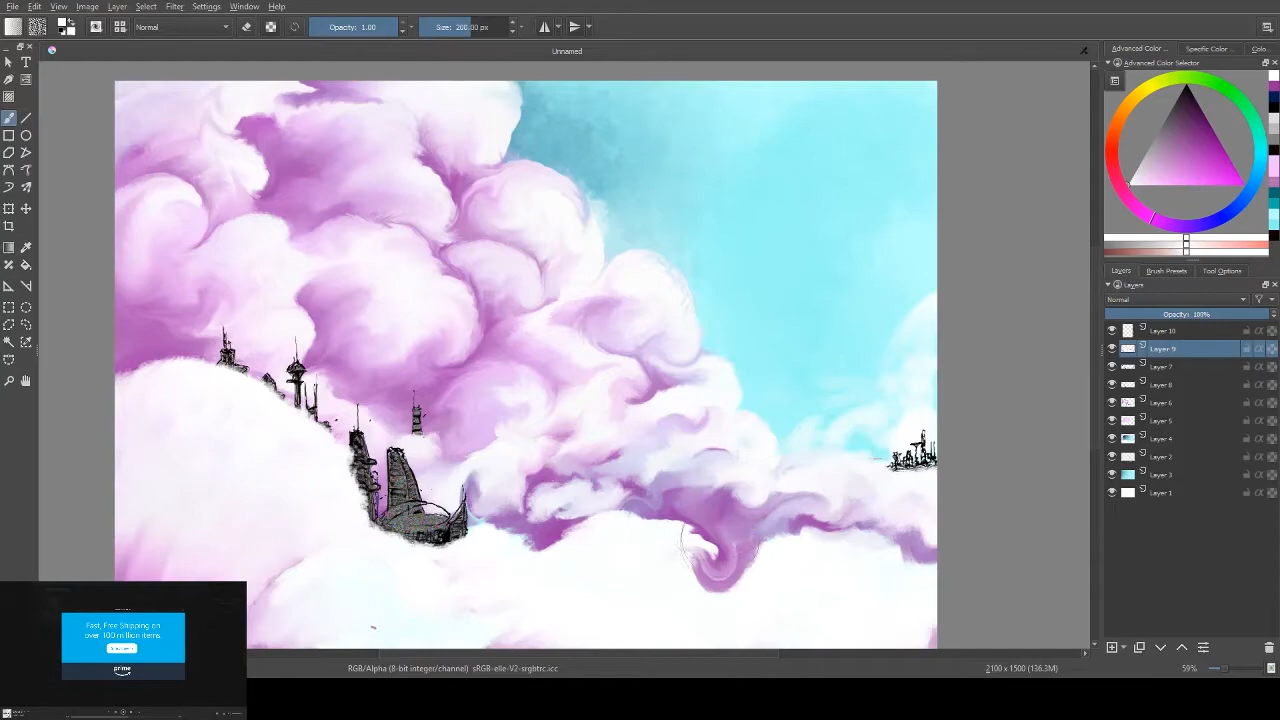 File Edit View Image Layer Select Filter Settings Window Help
Normal Opacity: 1.00 Size: 200.00 px
Unnamed
Advanced Color ... Specific Color ... Colo...
Advanced Color Selector
Layers Brush Presets Tool Options
Layers
Normal
Opacity: 100%
Layer 10
Layer 9
Layer 7
Layer 8
Layer 6
Layer 5
Layer 4
Layer 2
Layer 3
Layer 1
Fast, Free Shipping on
over 100 million items.
prime
RGB/Alpha (8-bit integer/channel) sRGB-elle-V2-srgbtrc.icc 2100 x 1500 (136.3M) 59%